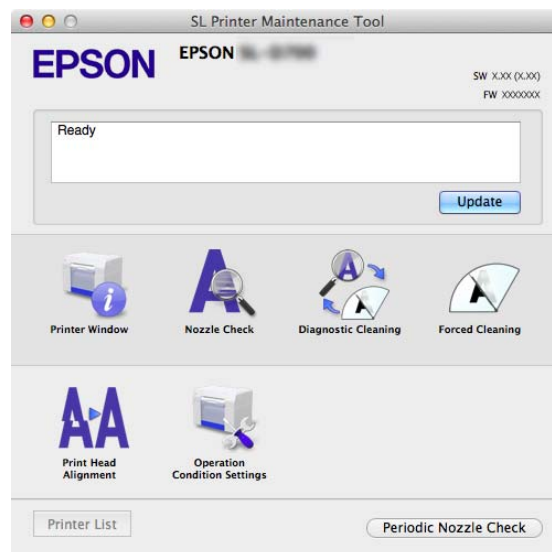 SL Printer Maintenance Tool
EPSON
EPSON
SW X.XX (X.XX)
FW XXXXXXX
Ready
Update
Printer Window
Nozzle Check
Diagnostic Cleaning
Forced Cleaning
Print Head
Alignment
Operation
Condition Settings
Printer List
Periodic Nozzle Check